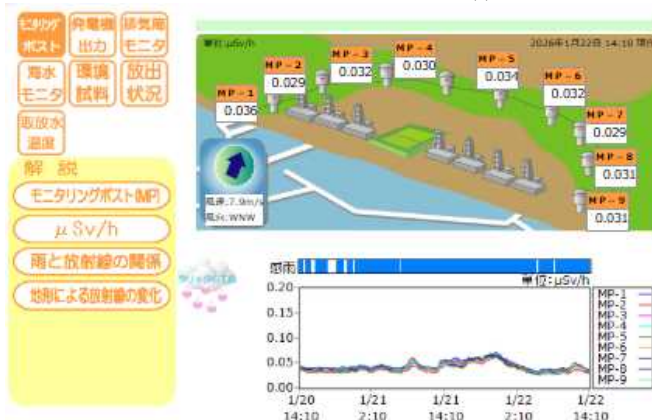 モニタリング
ポスト
発電機
出力
排気筒
モニタ
海水
モニタ
環境
試料
放出
状況
取放水
温度
解 説
モニタリングポスト(MP)
μSv/h
雨と放射線の関係
地形による放射線の変化
単位:μSv/h
2026年1月22日 14:10 現在
MP-1
0.036
MP-2
0.029
MP-3
0.032
MP-4
0.030
MP-5
0.034
MP-6
0.032
MP-7
0.029
MP-8
0.031
MP-9
0.031
風速:7.9m/s
風向:WNW
感雨
単位:μSv/h
0.20
0.15
0.10
0.05
0.00
1/20
14:10
1/21
2:10
1/21
14:10
1/22
2:10
1/22
14:10
MP-1
MP-2
MP-3
MP-4
MP-5
MP-6
MP-7
MP-8
MP-9